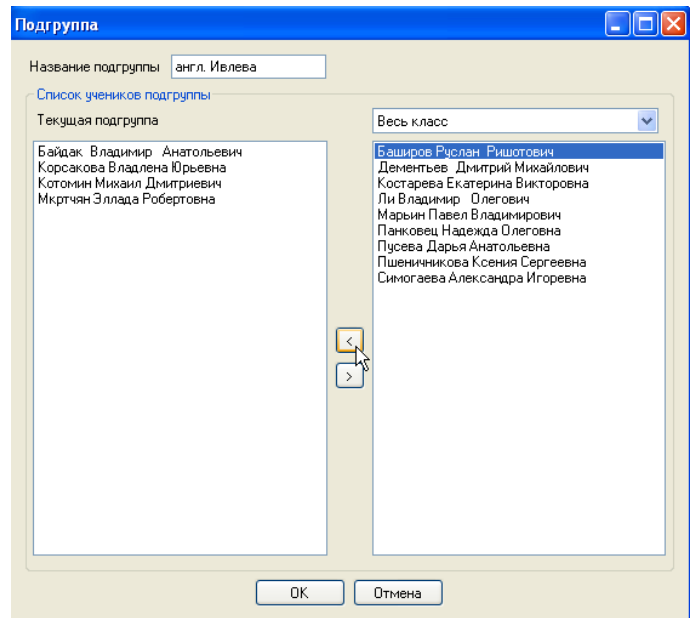 Подгруппа
Название подгруппы англ. Ивлева
Список учеников подгруппы
Текущая подгруппа
Весь класс
Байдак Владимир Анатольевич
Корсакова Владлена Юрьевна
Котомин Михаил Дмитриевич
Мкртчян Эллада Робертовна
Баширов Руслан Ришотович
Дементьев Дмитрий Михайлович
Костарева Екатерина Викторовна
Ли Владимир Олегович
Марьин Павел Владимирович
Панковец Надежда Олеговна
Пусева Дарья Анатольевна
Пшеничникова Ксения Сергеевна
Симогаева Александра Игоревна
<
>
OK
Отмена